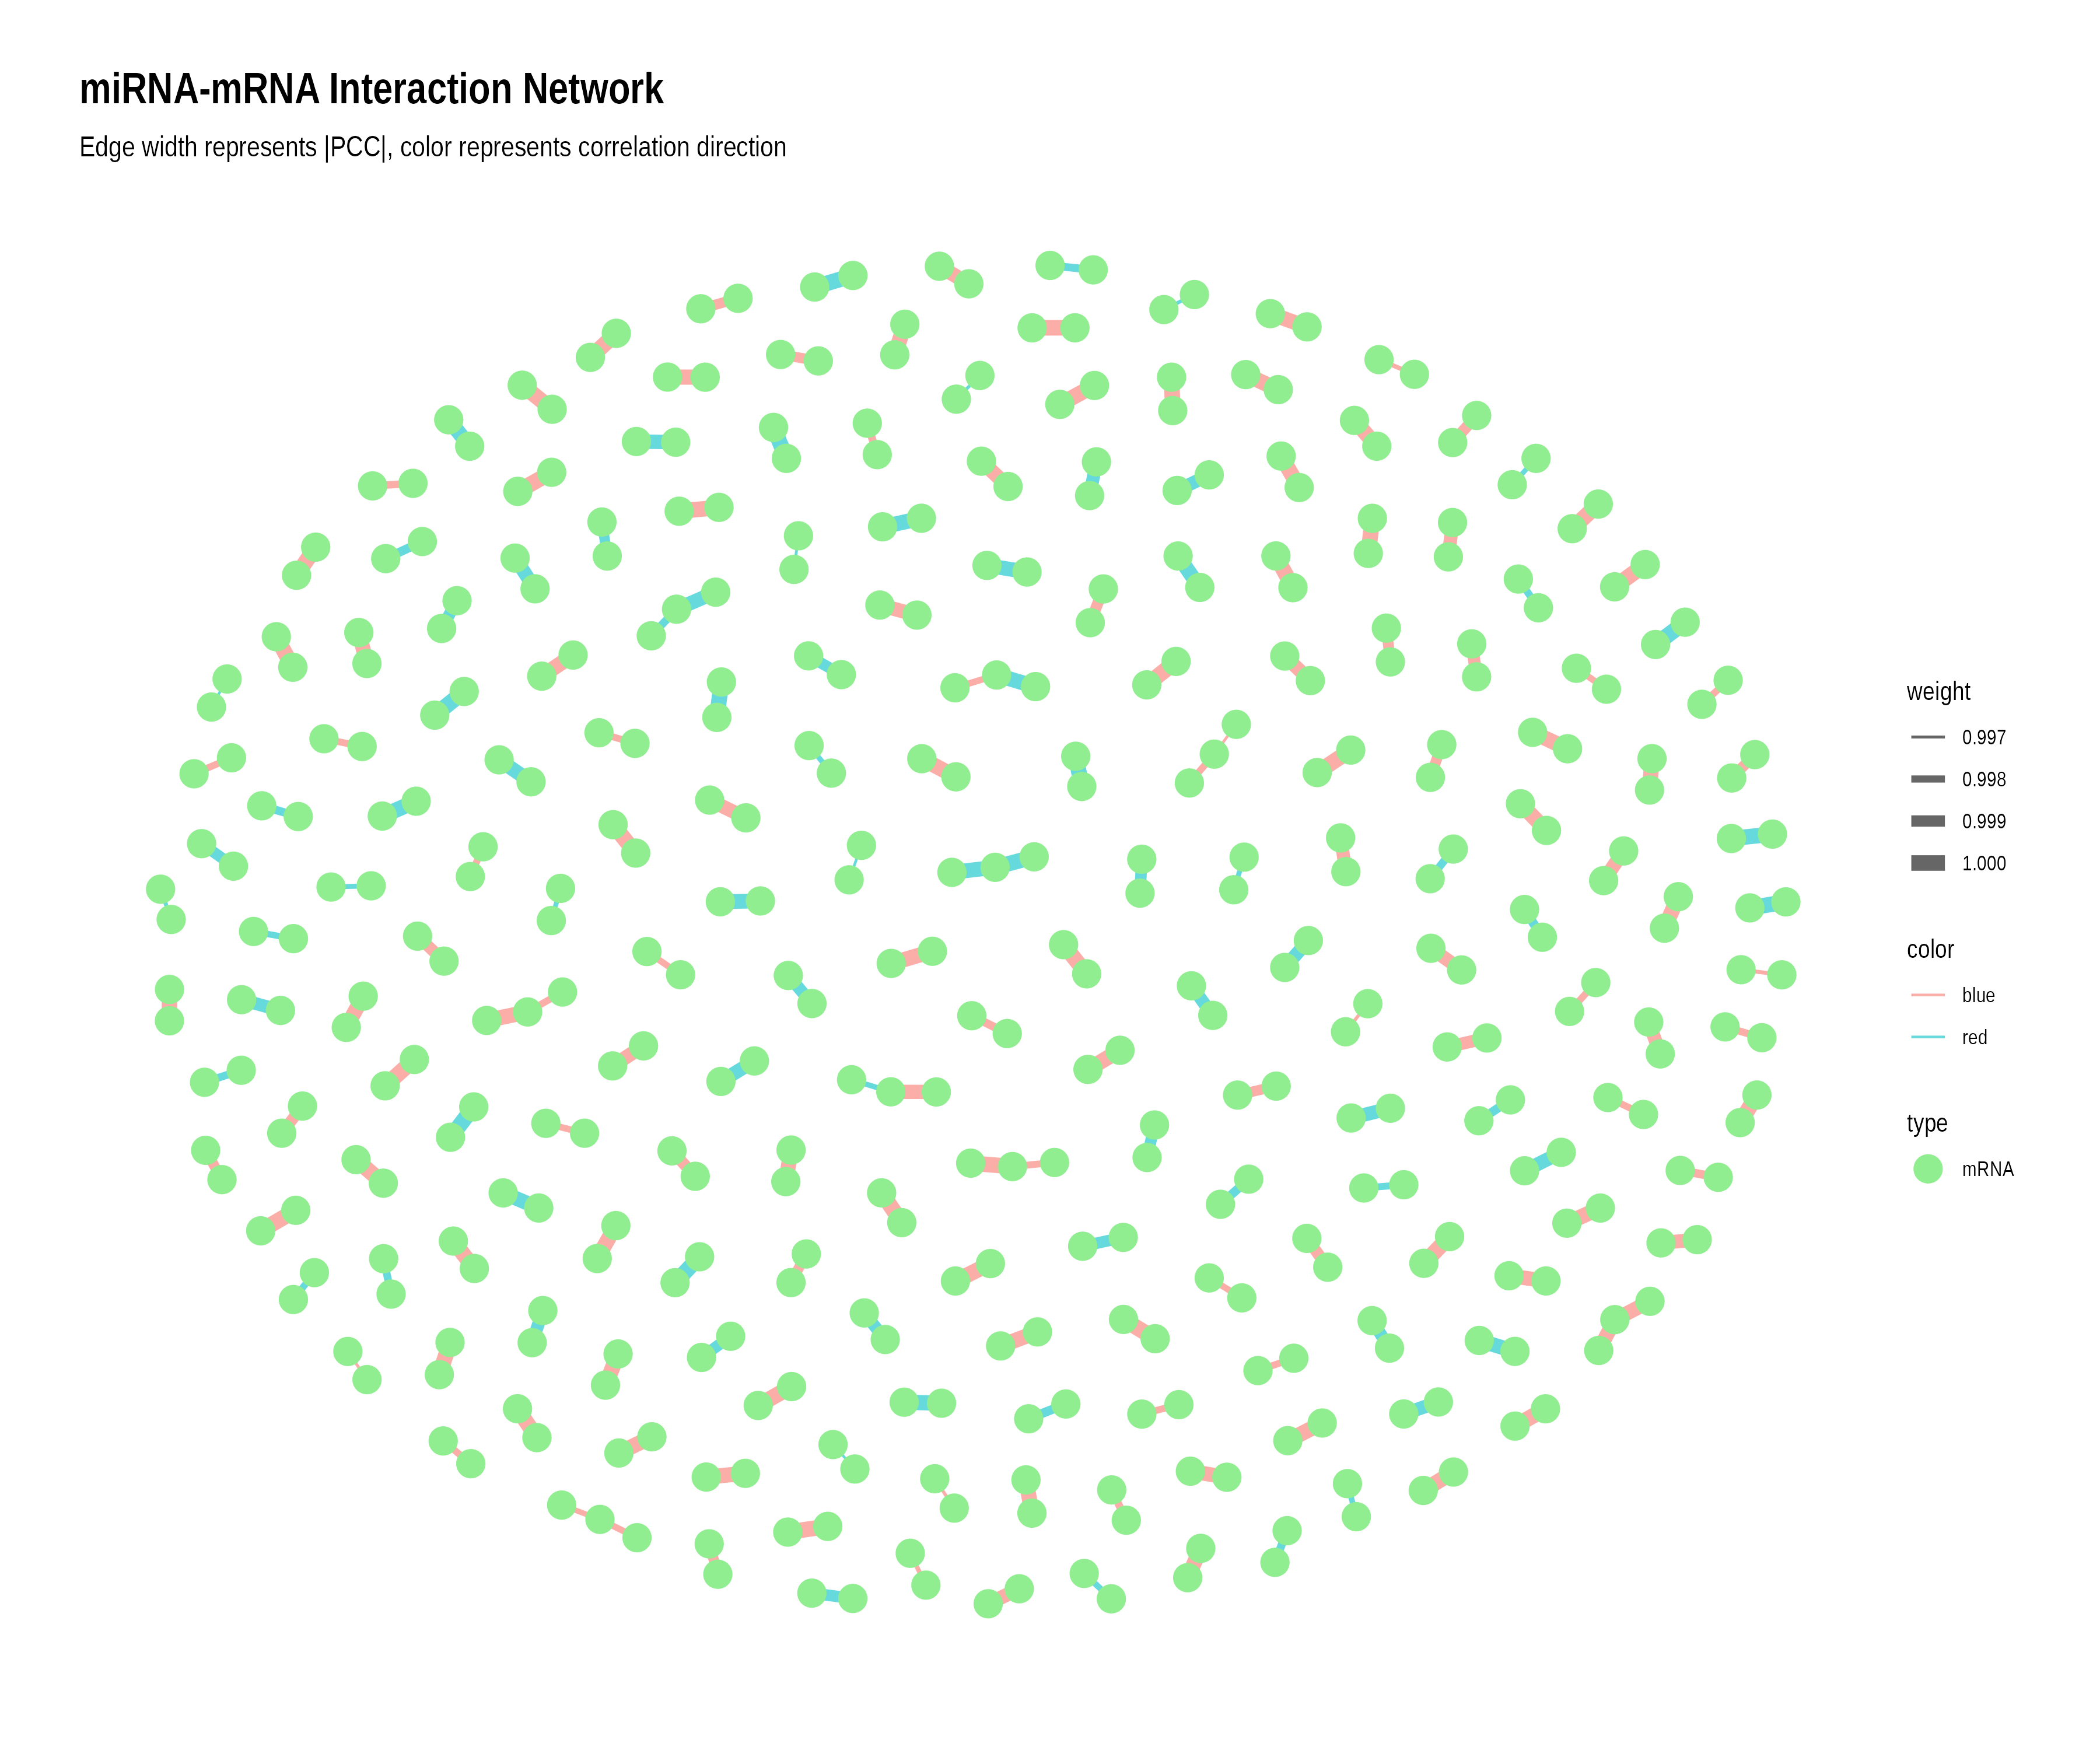 miRNA-mRNA Interaction Network
Edge width represents |PCC|, color represents correlation direction
weight
0.997
0.998
0.999
1.000
color
blue
red
type
mRNA